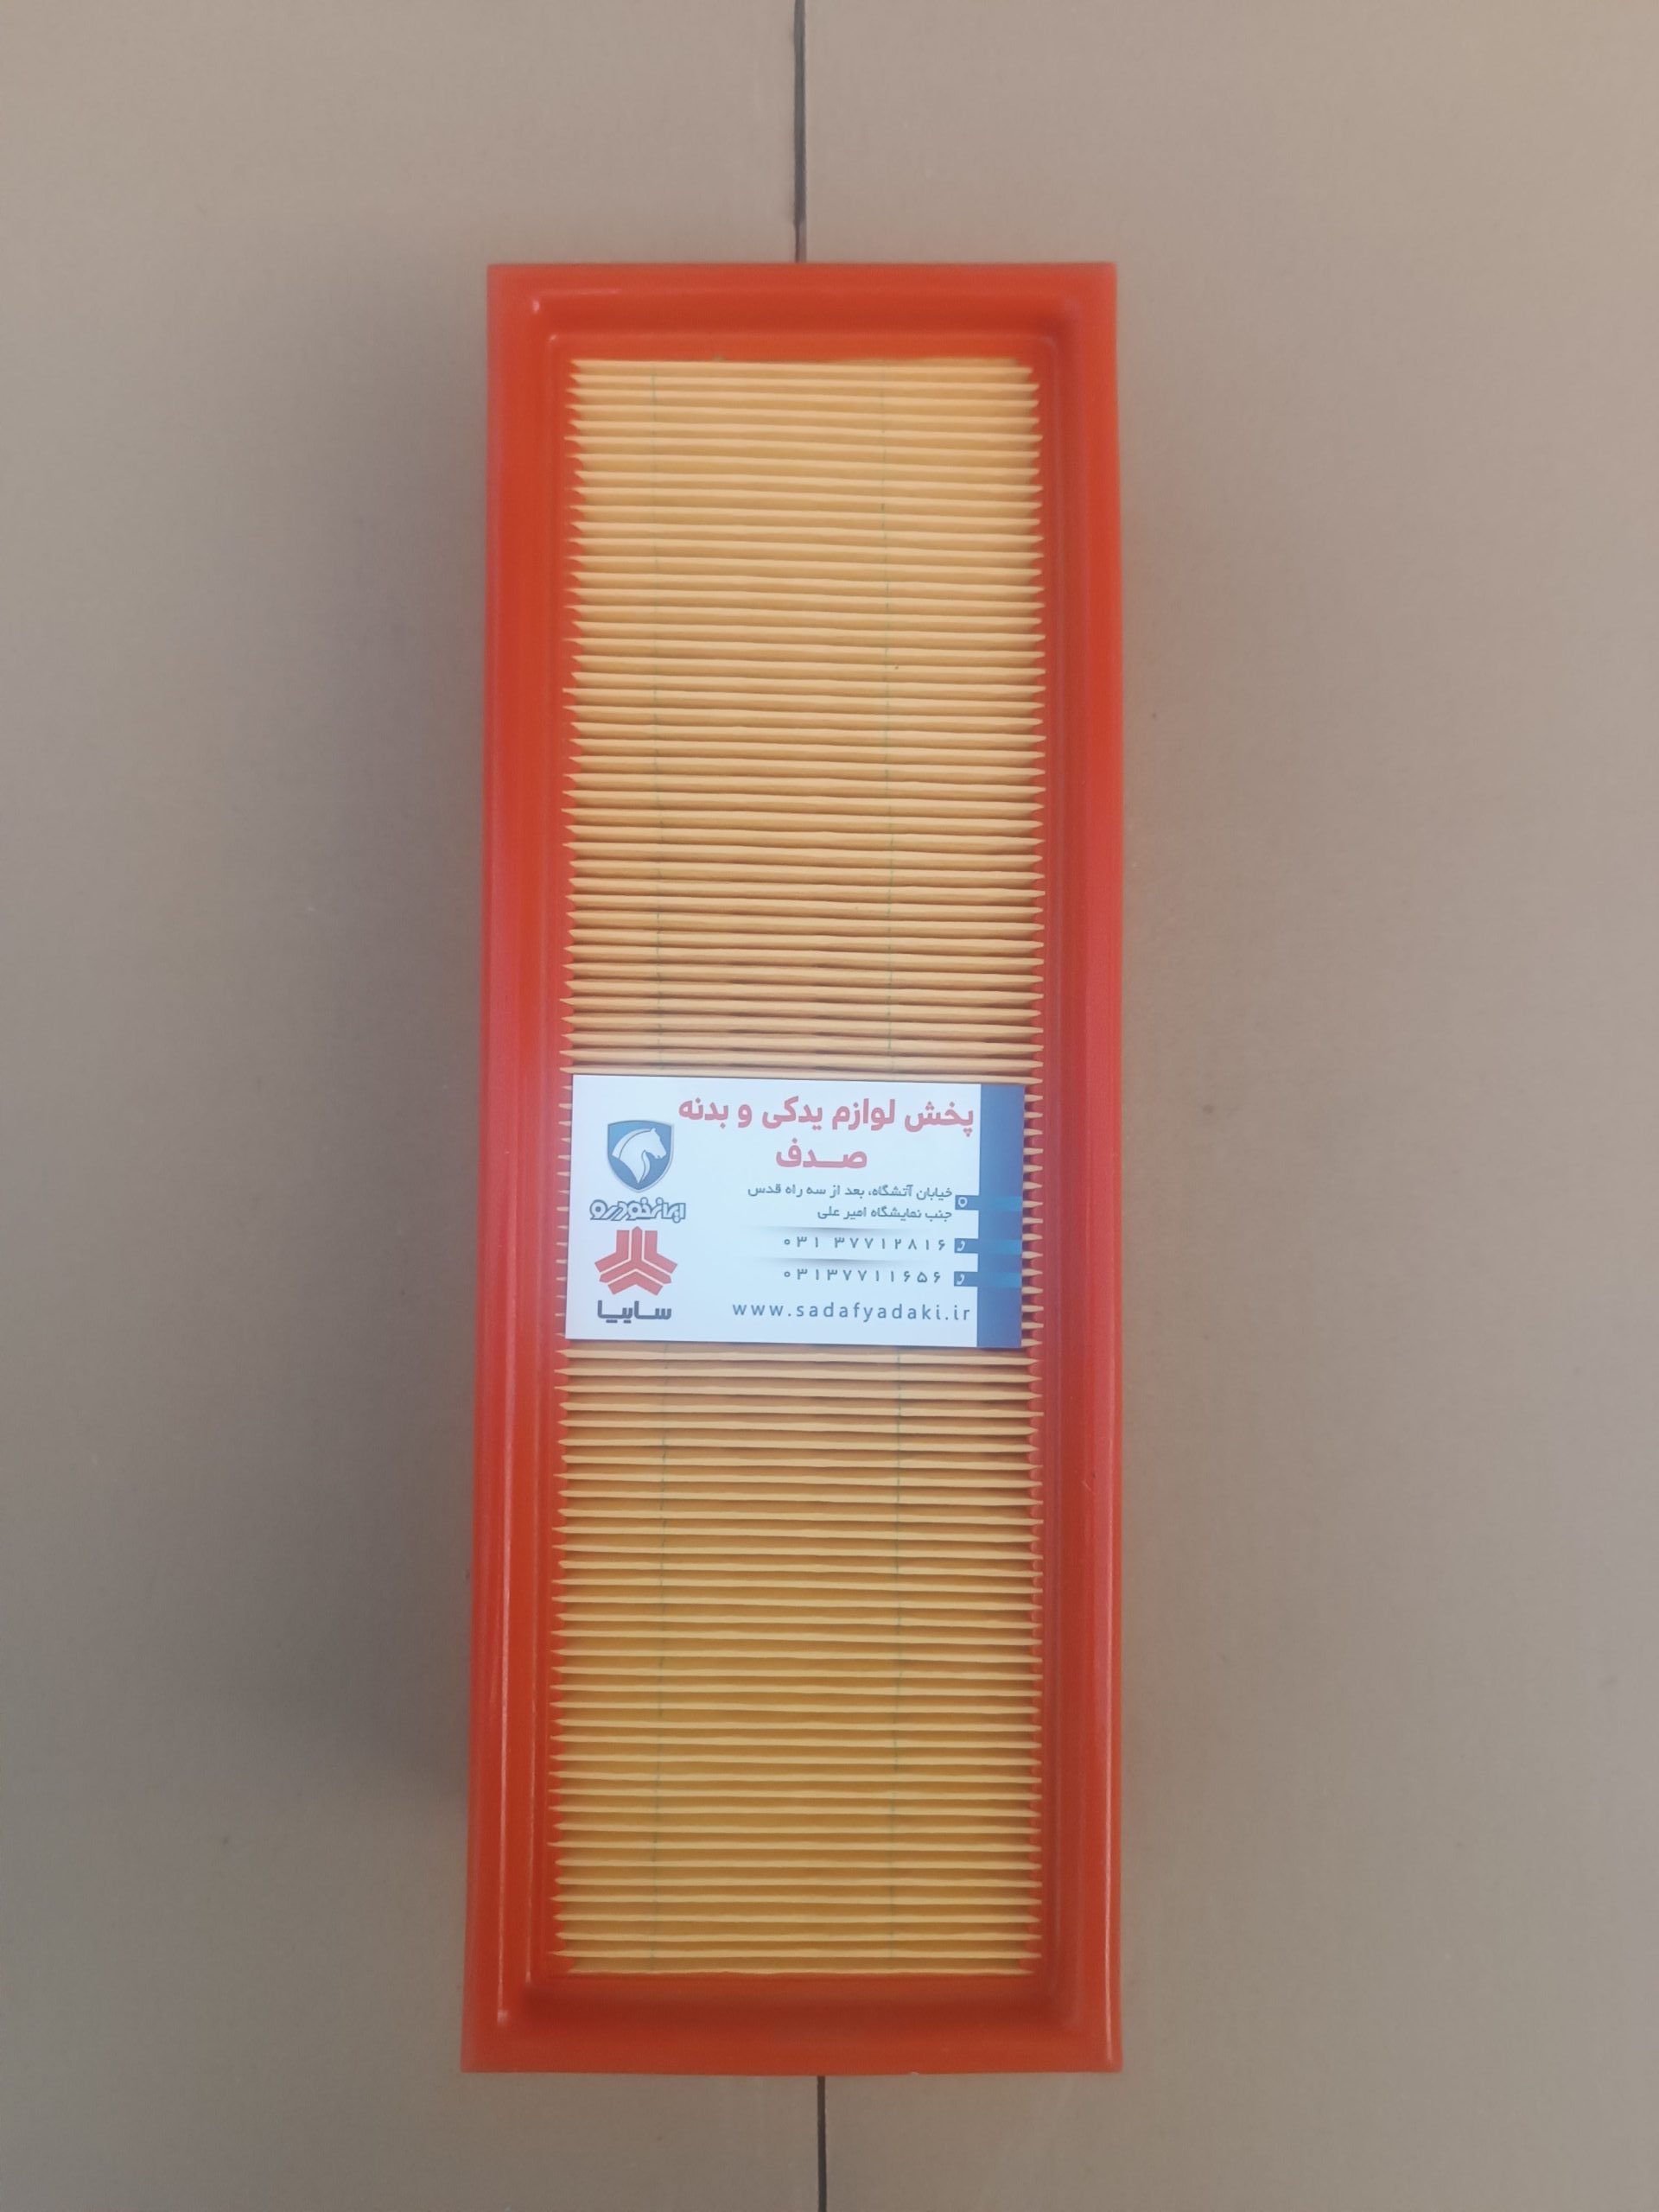 پخش لوازم یدکی و بدنه
صـدف
خیابان آتشگاه، بعد از سه راه قدس
جنب نمایشگاه امیر علی
۰۳۱ ۳۷۷۱۲۸۱۶
۰۳۱۳۷۷۱۱۶۵۶
www.sadafyadaki.ir
ایران‌خودرو
سایپا